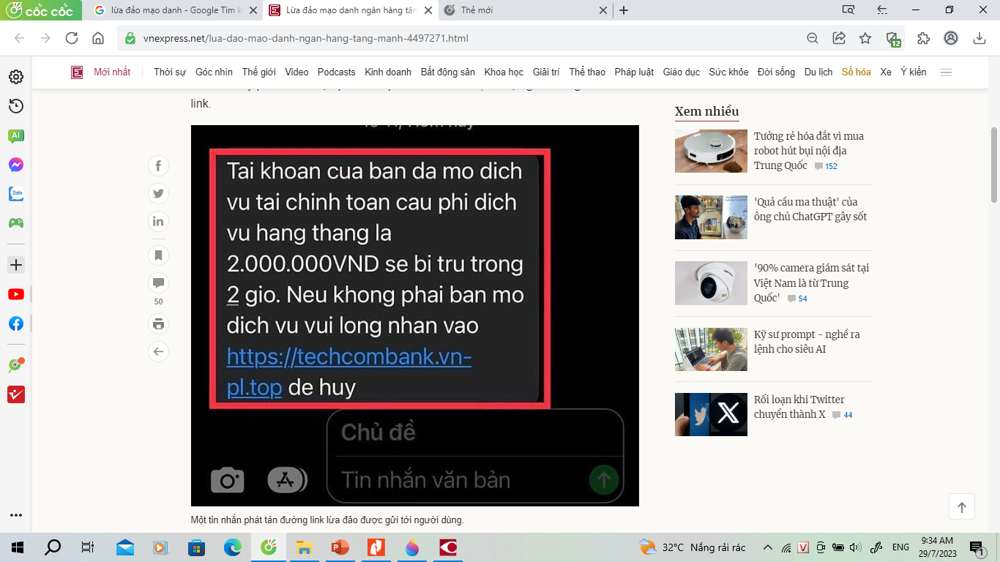 cốc cốc
lừa đảo mạo danh - Google Tìm k
Lừa đảo mạo danh ngân hàng tăn
Thẻ mới
vnexpress.net/lua-dao-mao-danh-ngan-hang-tang-manh-4497271.html
12
Mới nhất
Thời sự
Góc nhìn
Thế giới
Video
Podcasts
Kinh doanh
Bất động sản
Khoa học
Giải trí
Thể thao
Pháp luật
Giáo dục
Sức khỏe
Đời sống
Du lịch
Số hóa
Xe
Ý kiến
link.
Tai khoan cua ban da mo dich
vu tai chinh toan cau phi dich
vu hang thang la
2.000.000VND se bi tru trong
2 gio. Neu khong phai ban mo
dich vu vui long nhan vao
https://techcombank.vn-
pl.top de huy
Chủ đề
Tin nhắn văn bản
Một tin nhắn phát tán đường link lừa đảo được gửi tới người dùng.
AI
Zalo
50
Xem nhiều
Tưởng rẻ hóa đắt vì mua
robot hút bụi nội địa
Trung Quốc 152
'Quả cầu ma thuật' của
ông chủ ChatGPT gây sốt
'90% camera giám sát tại
Việt Nam là từ Trung
Quốc' 54
Kỹ sư prompt - nghề ra
lệnh cho siêu AI
Rối loạn khi Twitter
chuyển thành X 44
32°C Nắng rải rác
ENG
9:34 AM
29/7/2023
1